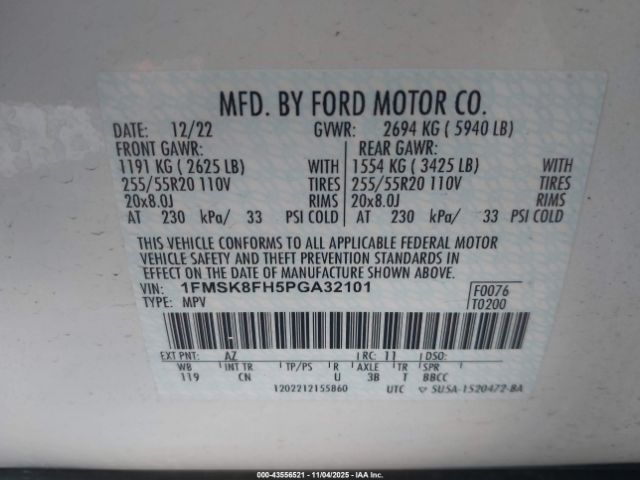 MFD. BY FORD MOTOR CO.
DATE: 12/22 GVWR: 2694 KG ( 5940 LB)
FRONT GAWR: REAR GAWR:
1191 KG ( 2625 LB) WITH 1554 KG ( 3425 LB) WITH
255/55R20 110V TIRES 255/55R20 110V TIRES
20x8.0J RIMS 20x8.0J RIMS
AT 230 kPa/ 33 PSI COLD AT 230 kPa/ 33 PSI COLD
THIS VEHICLE CONFORMS TO ALL APPLICABLE FEDERAL MOTOR
VEHICLE SAFETY AND THEFT PREVENTION STANDARDS IN
EFFECT ON THE DATE OF MANUFACTURE SHOWN ABOVE.
VIN: 1FMSK8FH5PGA32101 F0076
TYPE: MPV T0200
EXT PNT: AZ RC: 11 DSO:
WB INT TR TP/PS R AXLE TR SPR
119 CN U 3B T BBCC
1202212155860 UTC SUSA-1520472-BA
000-43556521 - 11/04/2025 - IAAI, Inc.